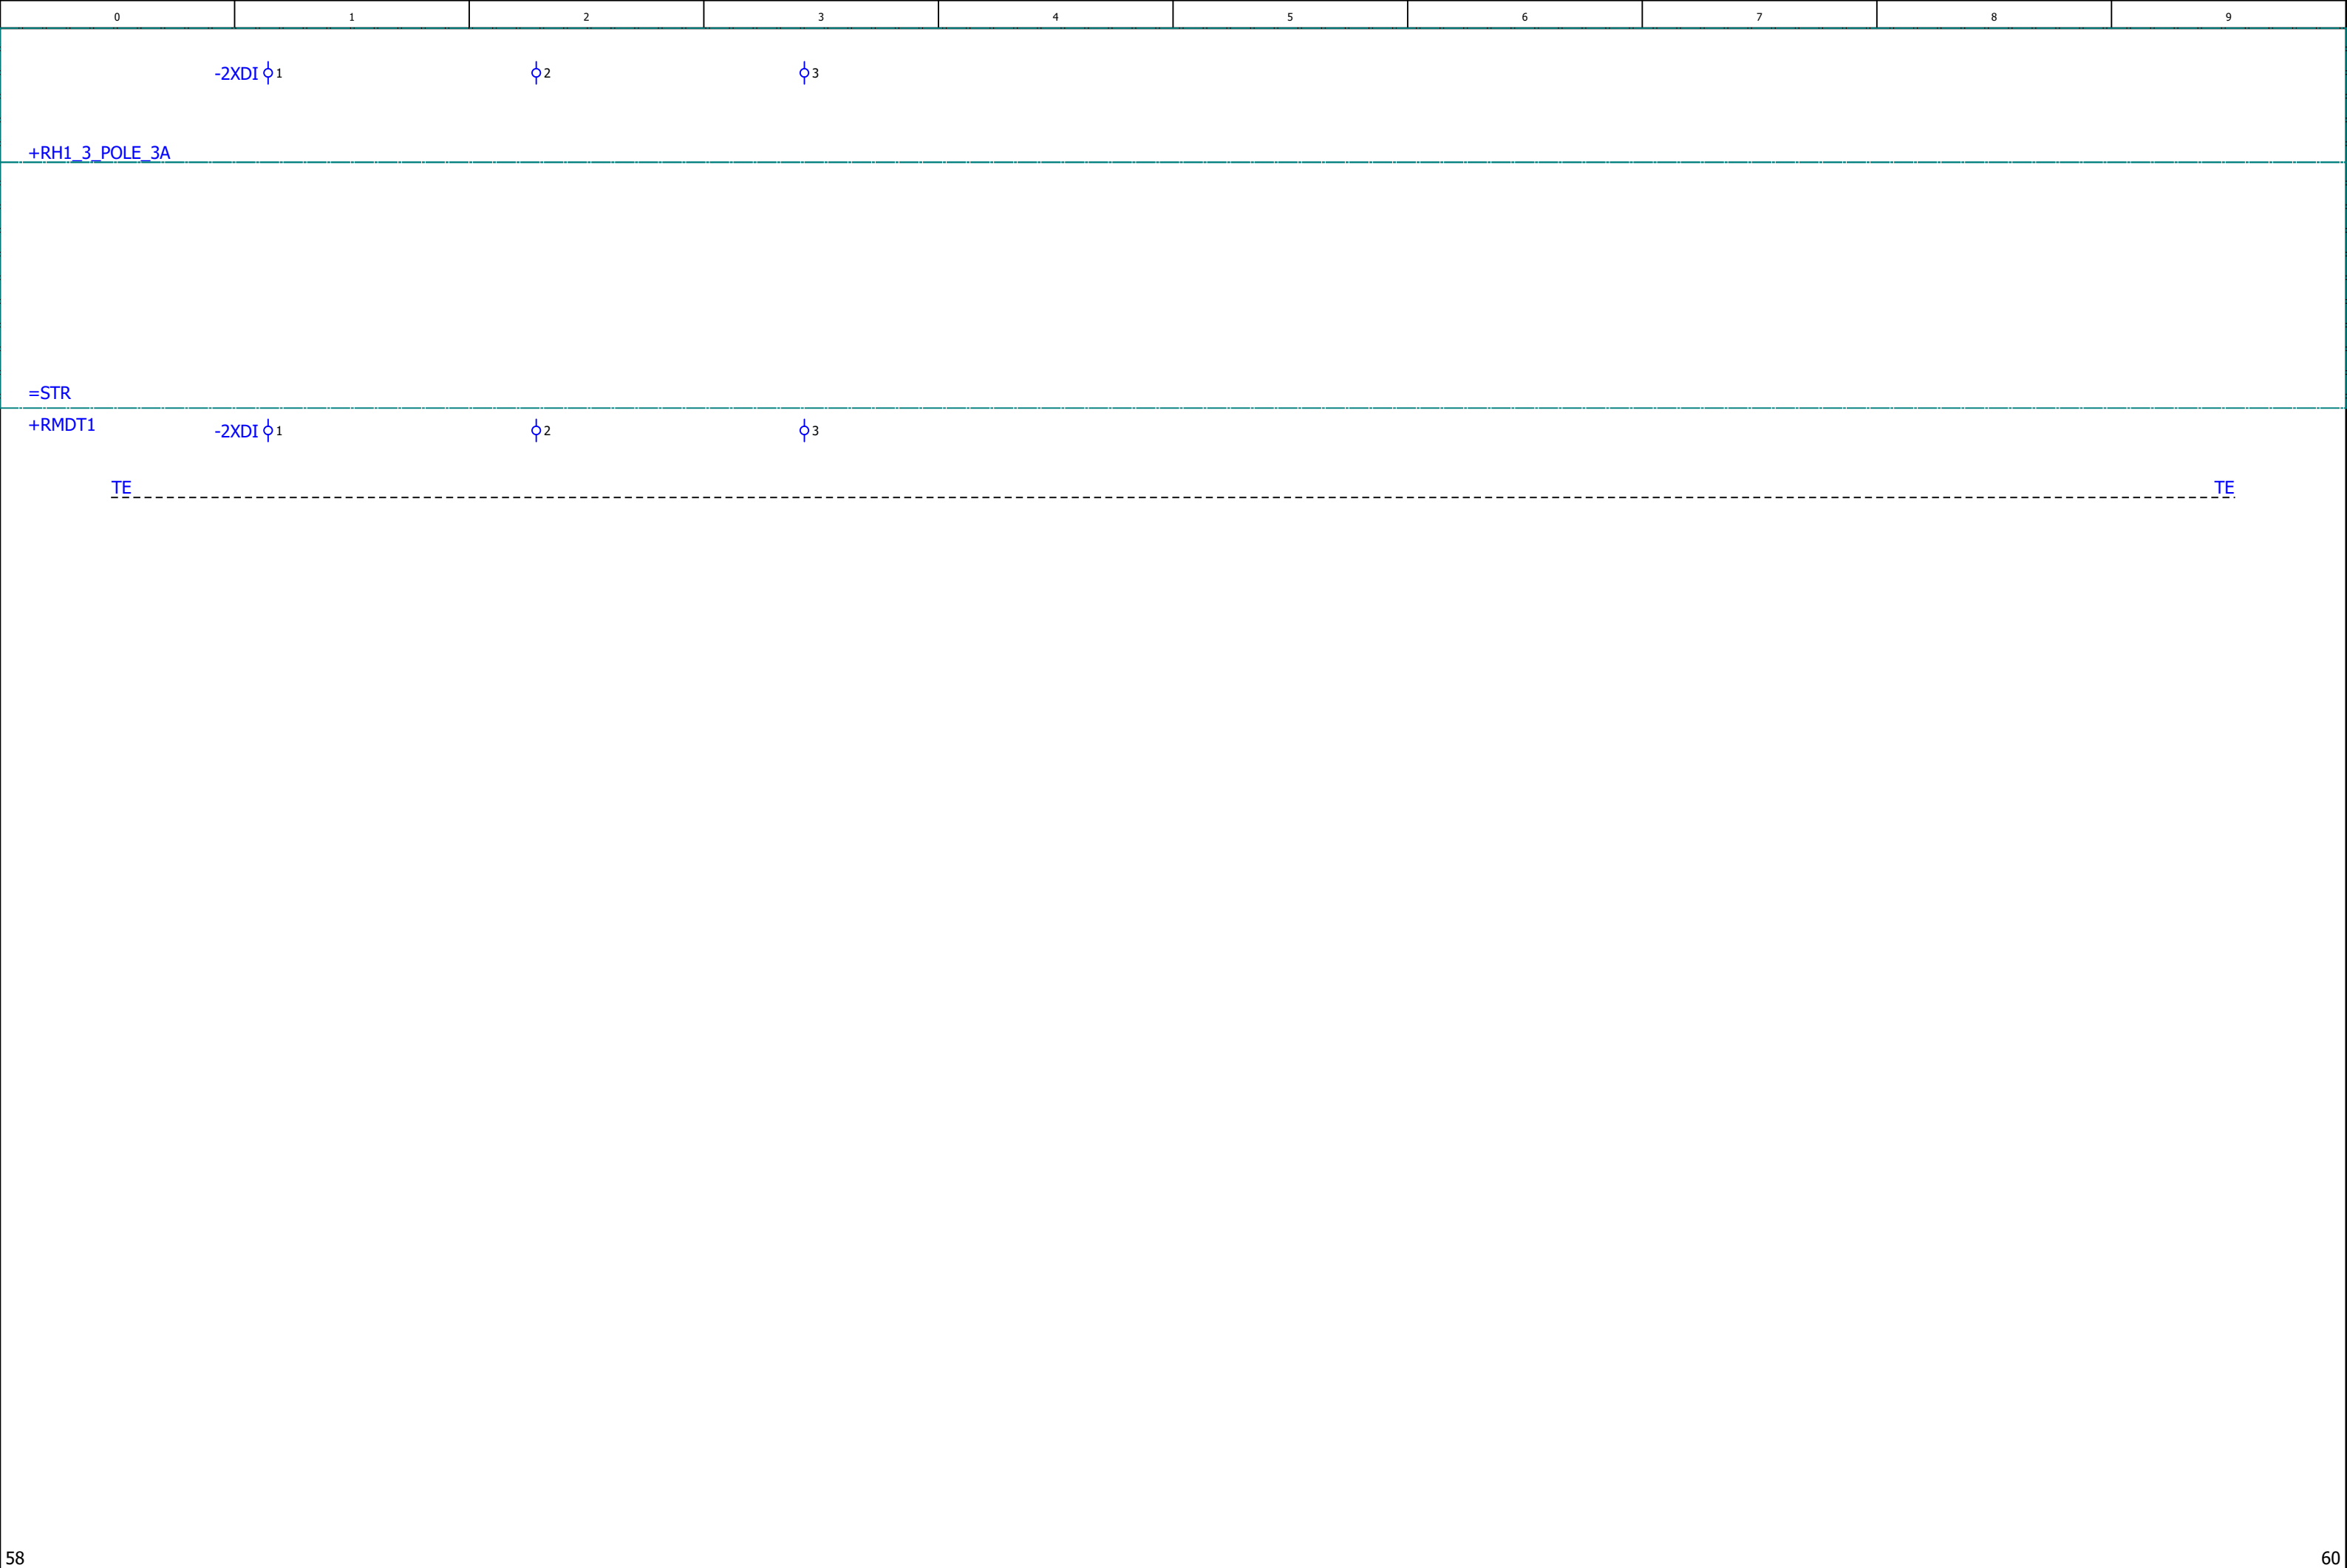 0 1 2 3 4 5 6 7 8 9
-2XDI 1 2 3
+RH1_3_POLE_3A
=STR
+RMDT1
-2XDI 1 2 3
TE TE
58 60